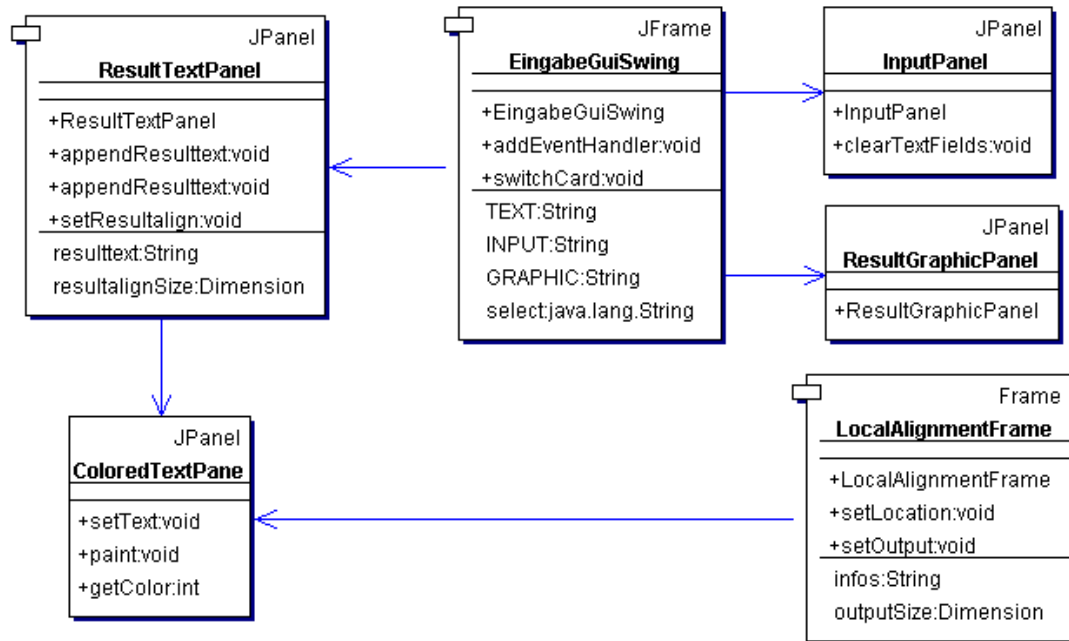 JPanel
ResultTextPanel
+ResultTextPanel
+appendResulttext:void
+appendResulttext:void
+setResultalign:void
resulttext:String
resultalignSize:Dimension
JFrame
EingabeGuiSwing
+EingabeGuiSwing
+addEventHandler:void
+switchCard:void
TEXT:String
INPUT:String
GRAPHIC:String
select:java.lang.String
JPanel
InputPanel
+InputPanel
+clearTextFields:void
JPanel
ResultGraphicPanel
+ResultGraphicPanel
JPanel
ColoredTextPane
+setText:void
+paint:void
+getColor:int
Frame
LocalAlignmentFrame
+LocalAlignmentFrame
+setLocation:void
+setOutput:void
infos:String
outputSize:Dimension